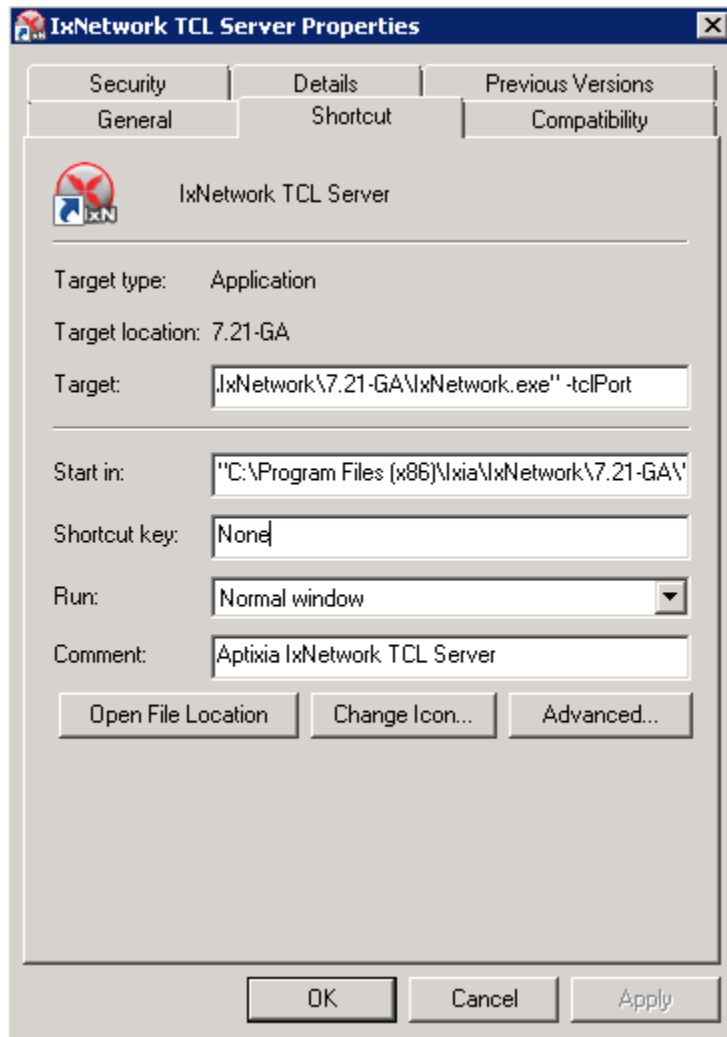 IxNetwork TCL Server Properties
Security Details Previous Versions
General Shortcut Compatibility
IxN
IxNetwork TCL Server
Target type: Application
Target location: 7.21-GA
Target: .IxNetwork\7.21-GA\IxNetwork.exe" -tclPort
Start in: "C:\Program Files (x86)\Ixia\IxNetwork\7.21-GA\"
Shortcut key: None
Run: Normal window
Comment: Aptixia IxNetwork TCL Server
Open File Location Change Icon... Advanced...
OK Cancel Apply